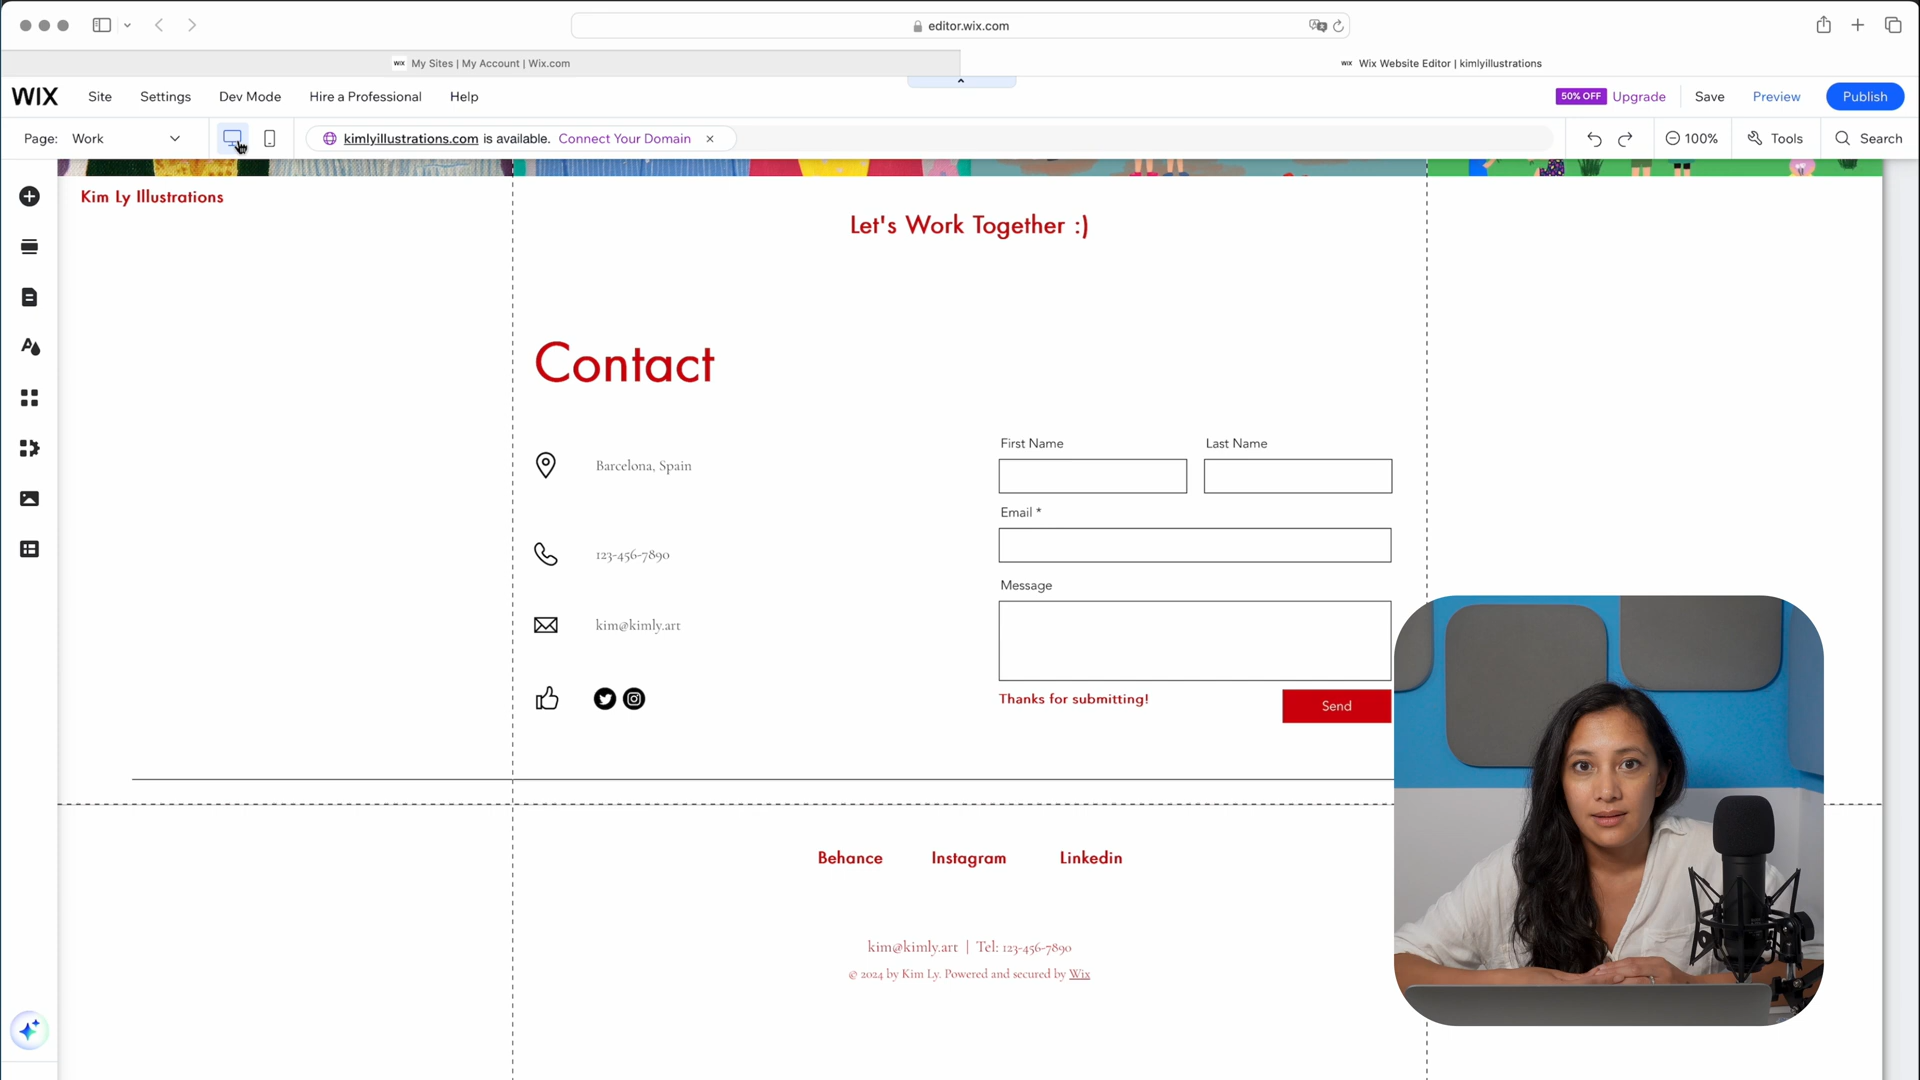 editor.wix.com
WIX My Sites | My Account | Wix.com
WIX Wix Website Editor | kimlyillustrations
WIX Site Settings Dev Mode Hire a Professional Help 50% OFF Upgrade Save Preview Publish
Page: Work kimlyillustrations.com is available. Connect Your Domain 100% Tools Search
Kim Ly Illustrations
Let's Work Together :)
Contact
Barcelona, Spain
123-456-7890
kim@kimly.art
First Name Last Name
Email *
Message
Thanks for submitting! Send
Behance Instagram Linkedin
kim@kimly.art | Tel: 123-456-7890
© 2024 by Kim Ly. Powered and secured by Wix